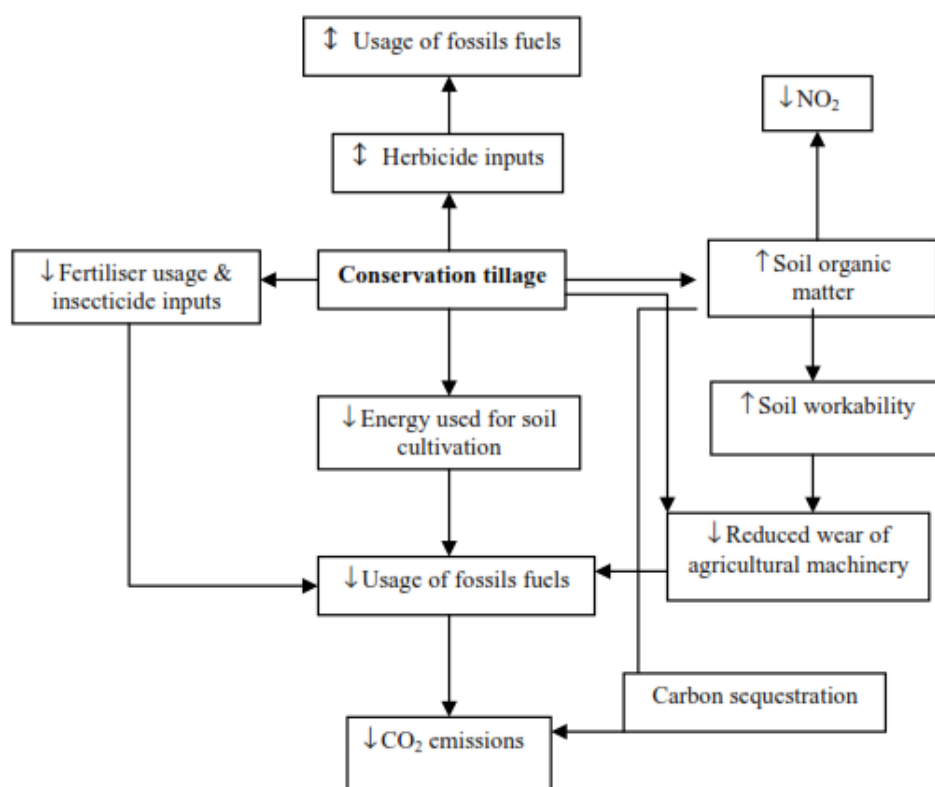 ↕ Usage of fossils fuels
↓NO₂
↕ Herbicide inputs
↓Fertiliser usage &
insecticide inputs
Conservation tillage
↑Soil organic
matter
↓Energy used for soil
cultivation
↑Soil workability
↓Reduced wear of
agricultural machinery
↓Usage of fossils fuels
Carbon sequestration
↓CO₂ emissions